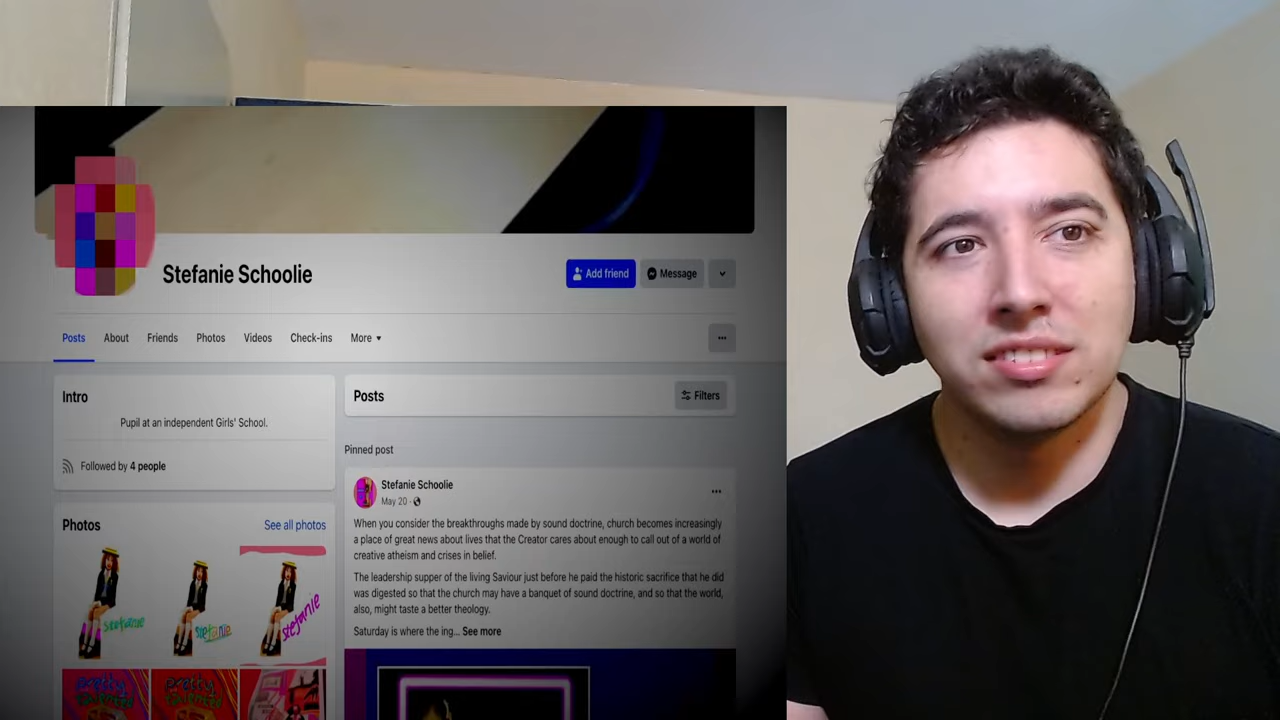 Stefanie Schoolie
Add friend
Message
Posts
About
Friends
Photos
Videos
Check-ins
More
Intro
Pupil at an independent Girls' School.
Followed by 4 people
Photos
See all photos
stefanie
stefanie
stefanie
pretty
talented
pretty
talented
Posts
Filters
Pinned post
Stefanie Schoolie
May 20 ·
When you consider the breakthroughs made by sound doctrine, church becomes increasingly
a place of great news about lives that the Creator cares about enough to call out of a world of
creative atheism and crises in belief.
The leadership supper of the living Saviour just before he paid the historic sacrifice that he did
was digested so that the church may have a banquet of sound doctrine, and so that the world,
also, might taste a better theology.
Saturday is where the ing... See more